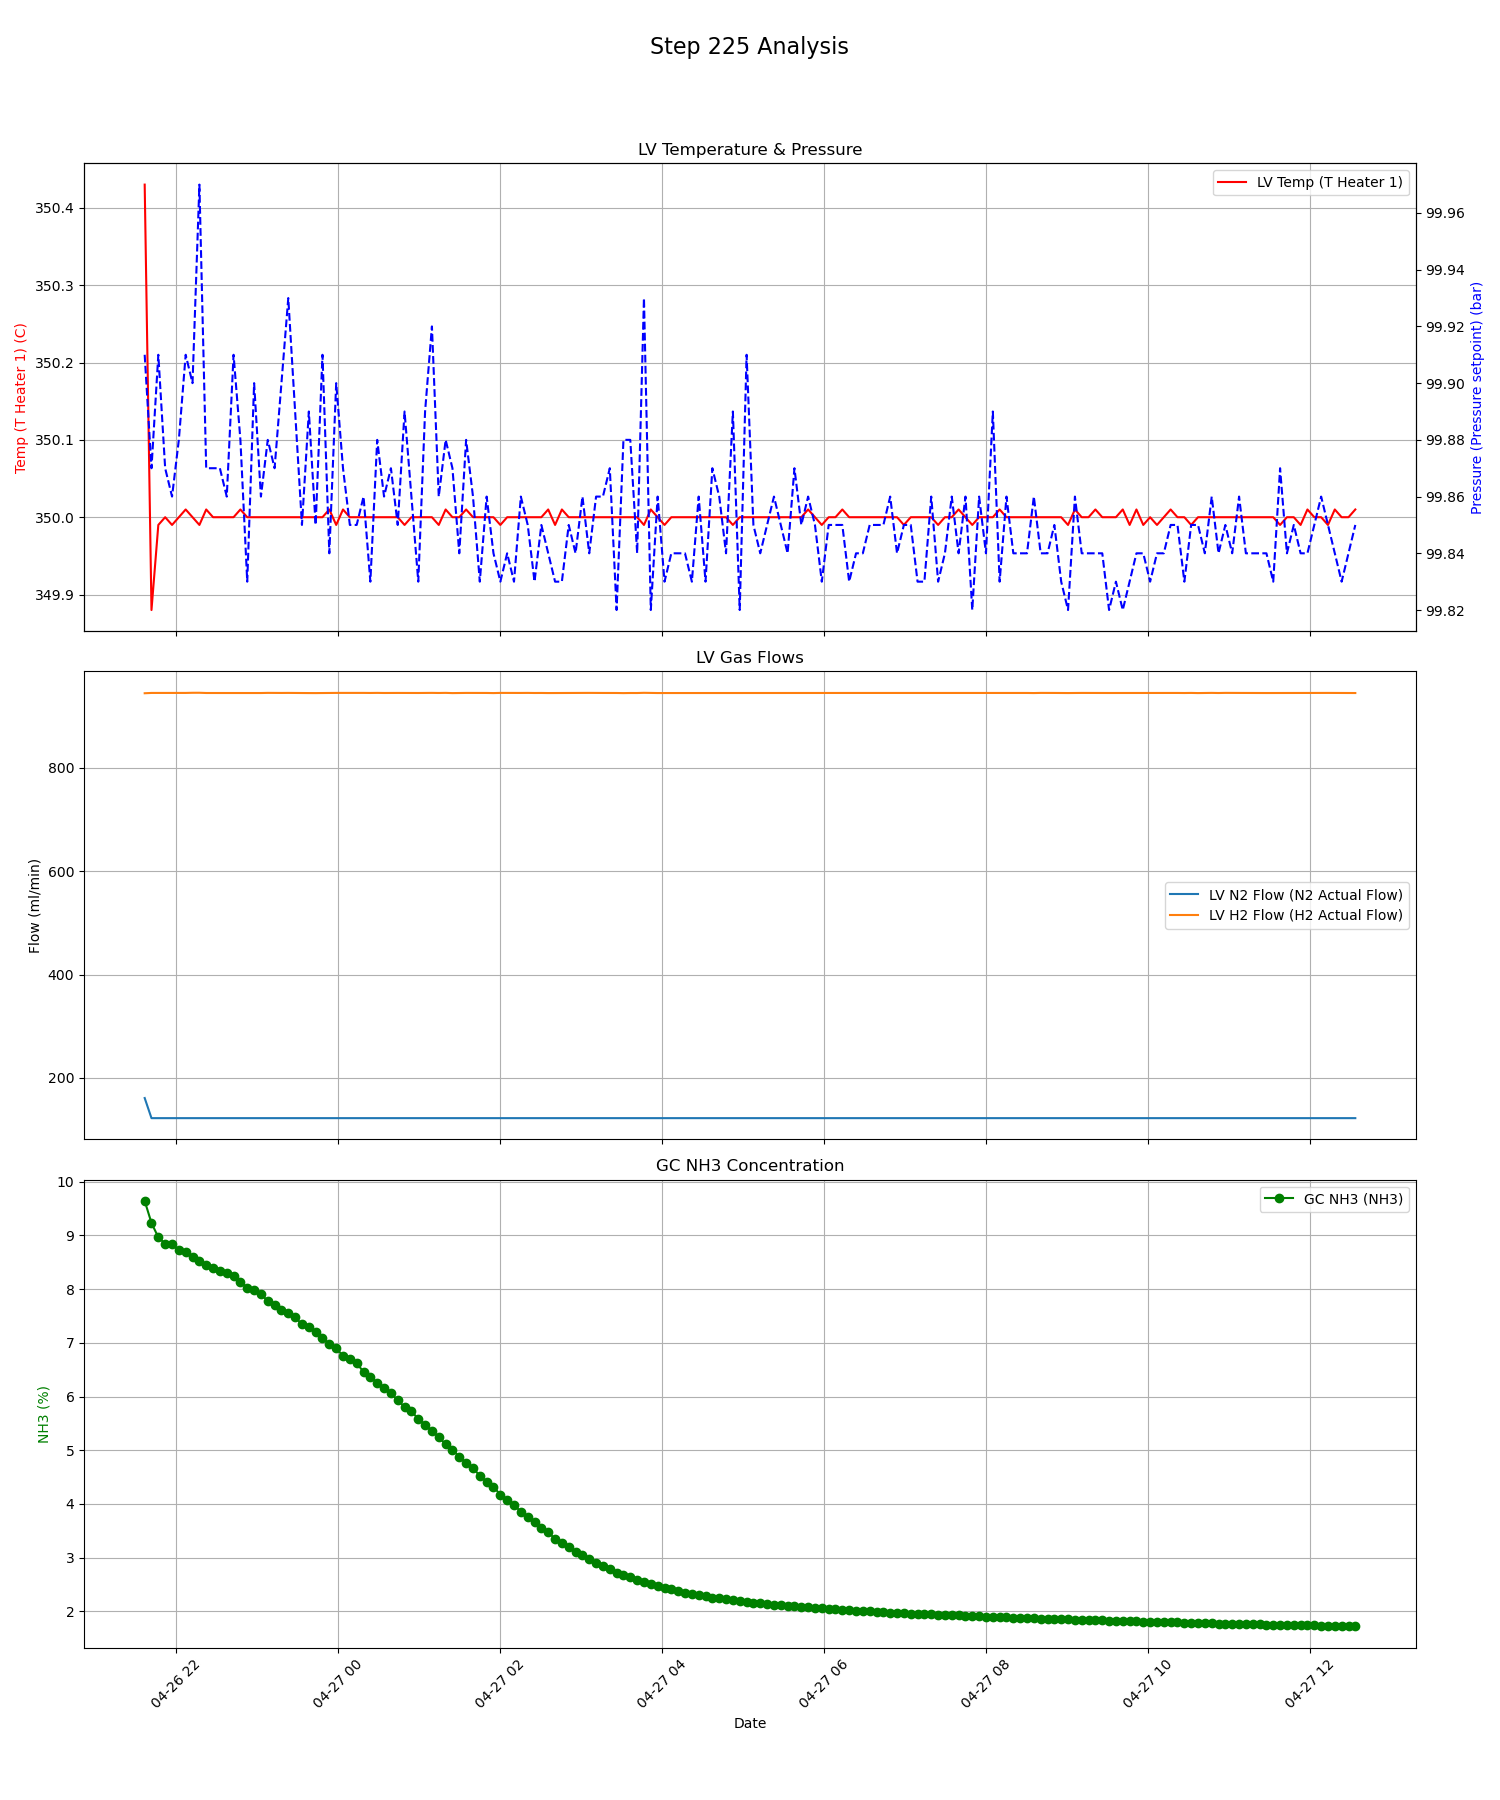 Step 225 Analysis
LV Temperature & Pressure
LV Temp (T Heater 1)
Temp (T Heater 1) (C)
350.4
350.3
350.2
350.1
350.0
349.9
99.96
99.94
99.92
99.90
99.88
99.86
99.84
99.82
Pressure (Pressure setpoint) (bar)
LV Gas Flows
Flow (ml/min)
800
600
400
200
LV N2 Flow (N2 Actual Flow)
LV H2 Flow (H2 Actual Flow)
GC NH3 Concentration
GC NH3 (NH3)
NH3 (%)
10
9
8
7
6
5
4
3
2
04-26 22
04-27 00
04-27 02
04-27 04
04-27 06
04-27 08
04-27 10
04-27 12
Date